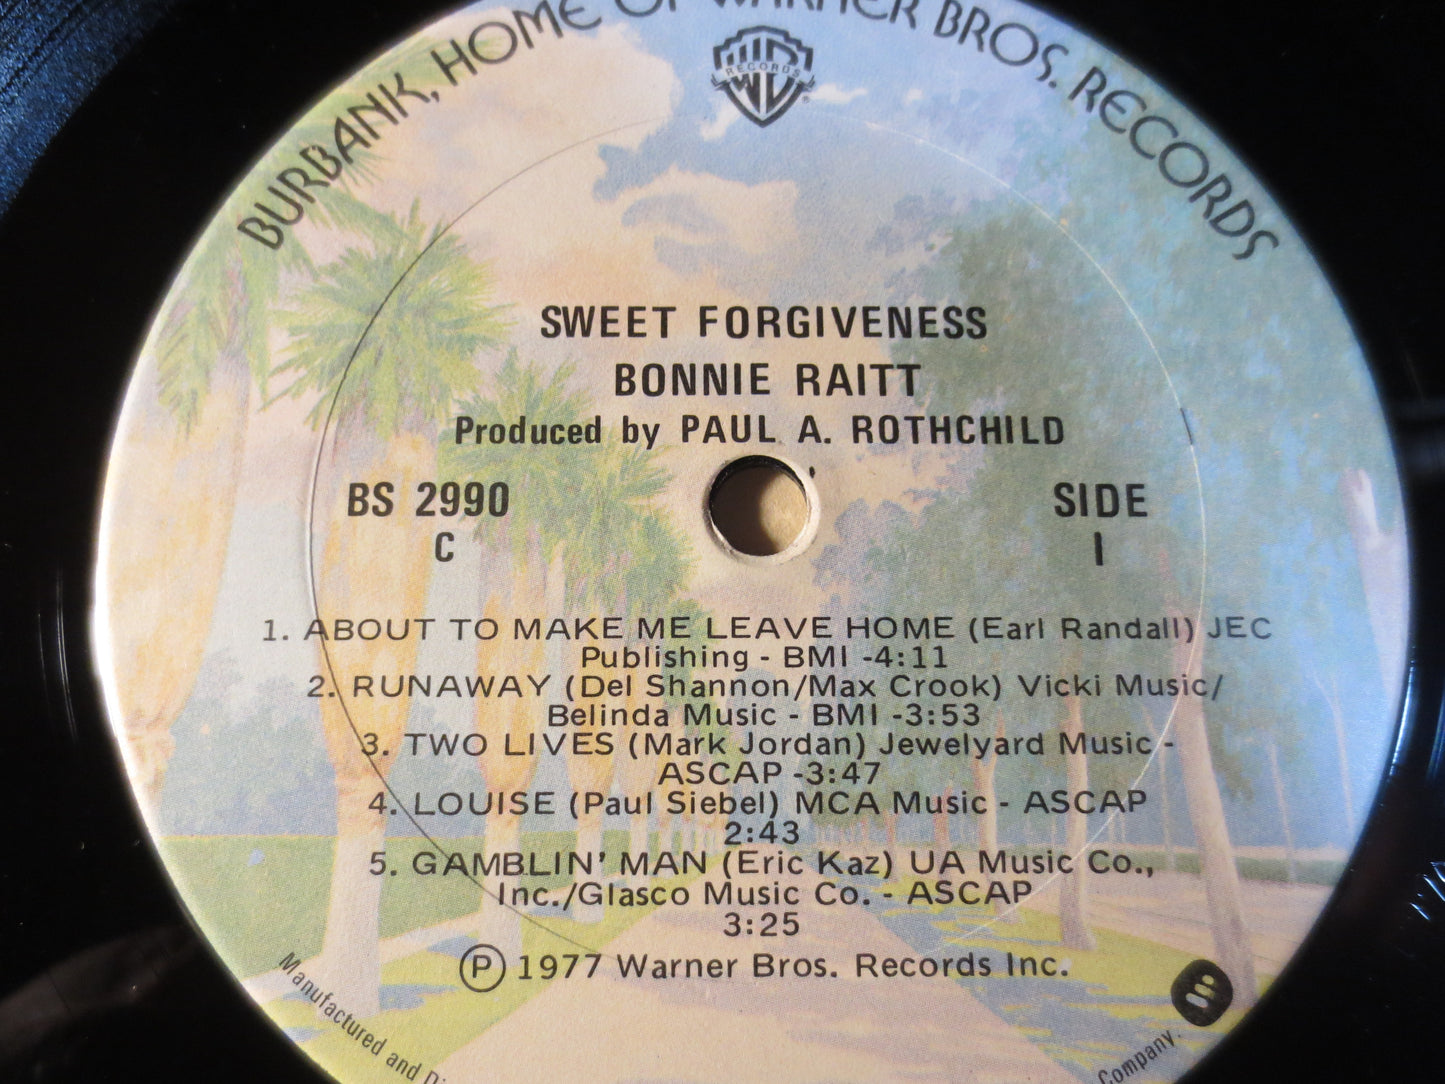 BURBANK, HOME OF WARNER BROS. RECORDS
RECORDS
SWEET FORGIVENESS
BONNIE RAITT
Produced by PAUL A. ROTHCHILD
BS 2990
C
SIDE
1
1. ABOUT TO MAKE ME LEAVE HOME (Earl Randall) JEC
Publishing - BMI -4:11
2. RUNAWAY (Del Shannon/Max Crook) Vicki Music/
Belinda Music - BMI -3:53
3. TWO LIVES (Mark Jordan) Jewelyard Music -
ASCAP -3:47
4. LOUISE (Paul Siebel) MCA Music - ASCAP
2:43
5. GAMBLIN' MAN (Eric Kaz) UA Music Co.,
Inc./Glasco Music Co. - ASCAP
3:25
Ⓟ 1977 Warner Bros. Records Inc.
Manufactured and
Company.